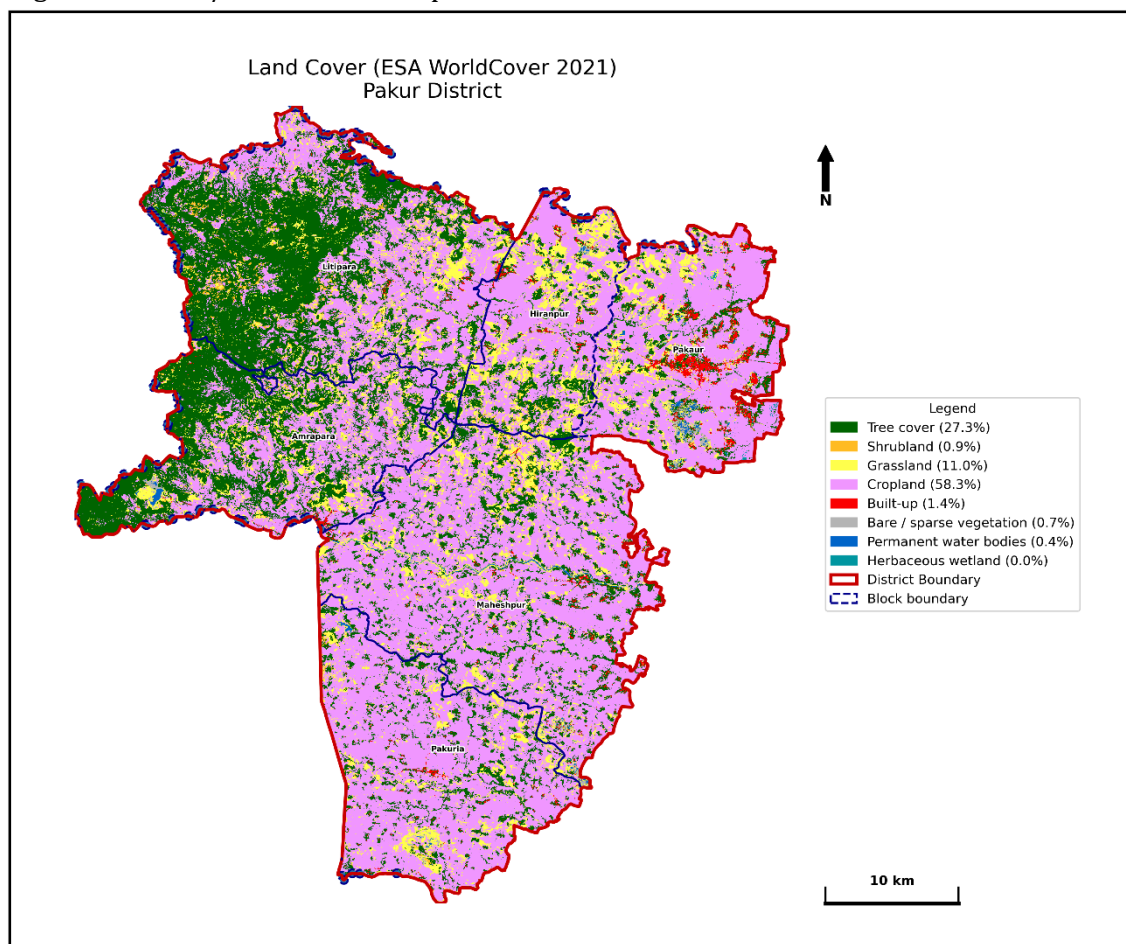 Land Cover (ESA WorldCover 2021)
Pakur District
N
Litipara
Hiranpur
Pakaur
Amrapara
Maheshpur
Pakuria
Legend
Tree cover (27.3%)
Shrubland (0.9%)
Grassland (11.0%)
Cropland (58.3%)
Built-up (1.4%)
Bare / sparse vegetation (0.7%)
Permanent water bodies (0.4%)
Herbaceous wetland (0.0%)
District Boundary
Block boundary
10 km